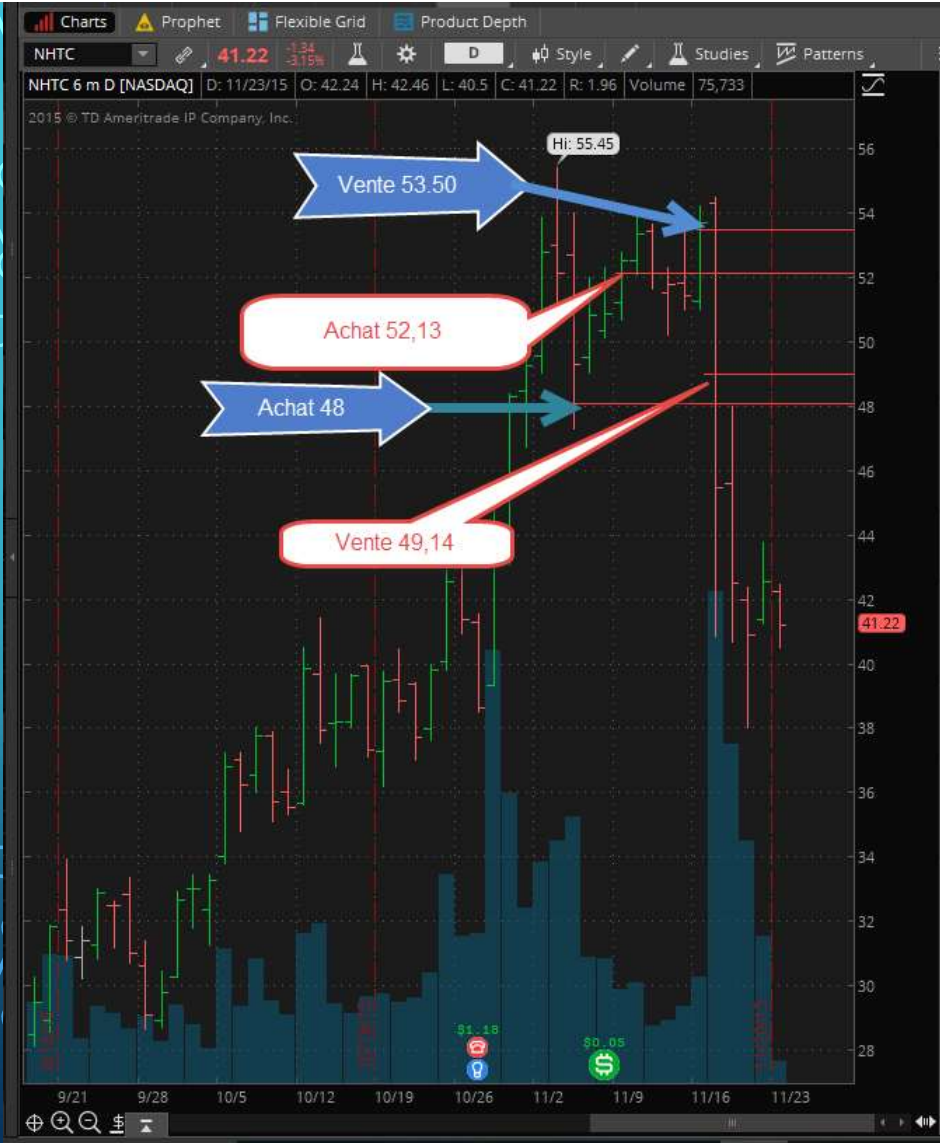 Charts Prophet Flexible Grid Product Depth
NHTC 41.22 -1.34 -3.15% D Style Studies Patterns
NHTC 6 m D [NASDAQ] D: 11/23/15 O: 42.24 H: 42.46 L: 40.5 C: 41.22 R: 1.96 Volume 75,733
2015 © TD Ameritrade IP Company, Inc.
Hi: 55.45
56
Vente 53.50
54
52
Achat 52,13
50
Achat 48
48
46
Vente 49,14
44
42
41.22
40
38
36
34
32
30
$1.18
$0.05
28
9/21 9/28 10/5 10/12 10/19 10/26 11/2 11/9 11/16 11/23